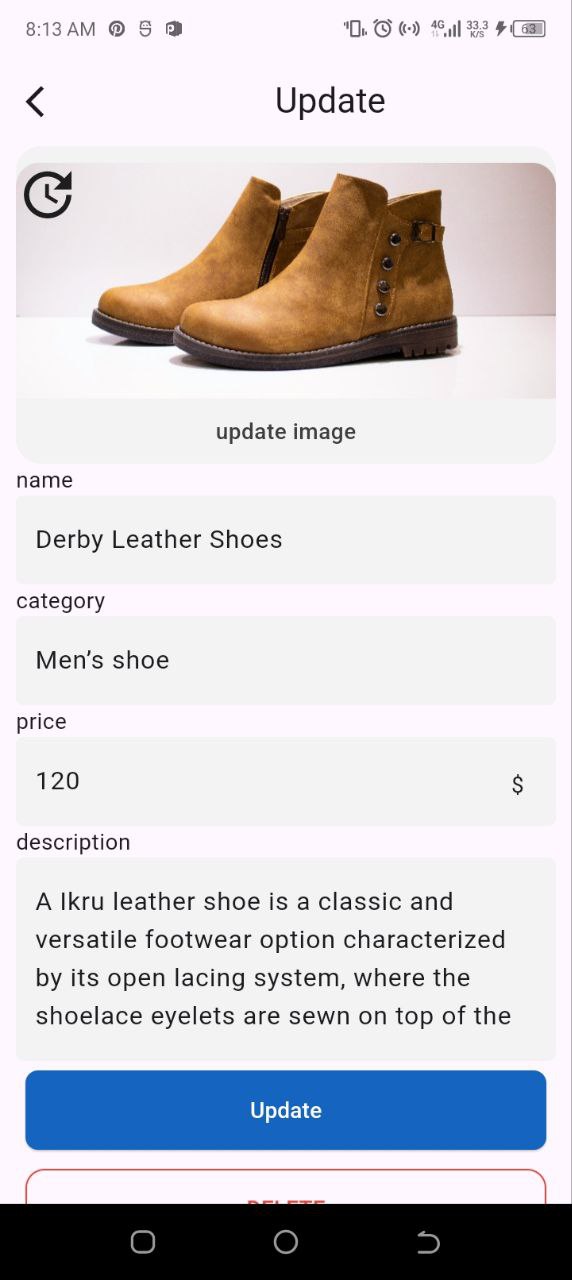 8:13 AM
4G 33.3 K/S 63
Update
update image
name
Derby Leather Shoes
category
Men’s shoe
price
120 $
description
A Ikru leather shoe is a classic and
versatile footwear option characterized
by its open lacing system, where the
shoelace eyelets are sewn on top of the
Update
DELETE